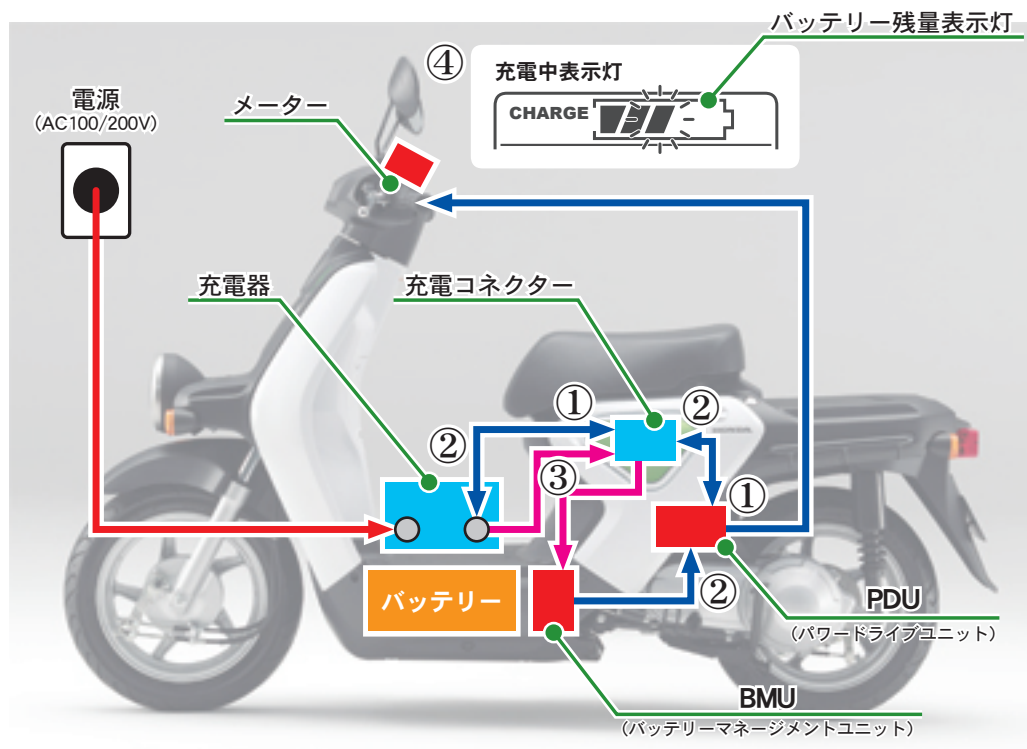 バッテリー残量表示灯
④
充電中表示灯
CHARGE
電源
(AC100/200V)
メーター
充電器
充電コネクター
①
②
②
③
①
バッテリー
②
PDU
(パワードライブユニット)
BMU
(バッテリーマネージメントユニット)
HONDA